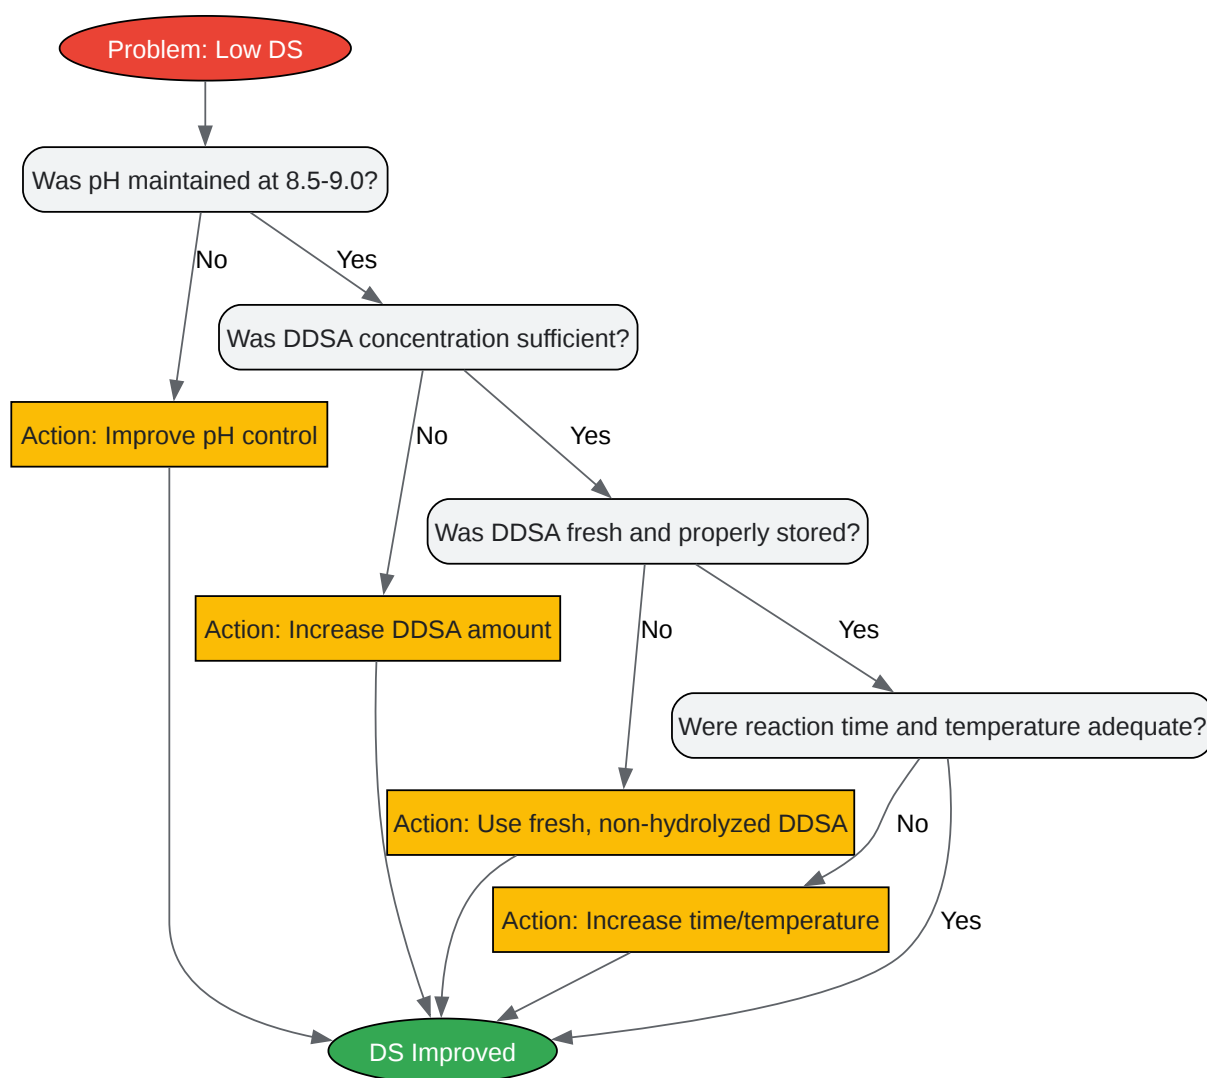 Problem: Low DS
Was pH maintained at 8.5-9.0?
No
Yes
Was DDSA concentration sufficient?
Action: Improve pH control
No
Yes
Was DDSA fresh and properly stored?
Action: Increase DDSA amount
No
Yes
Were reaction time and temperature adequate?
Action: Use fresh, non-hydrolyzed DDSA
No
Action: Increase time/temperature
Yes
DS Improved